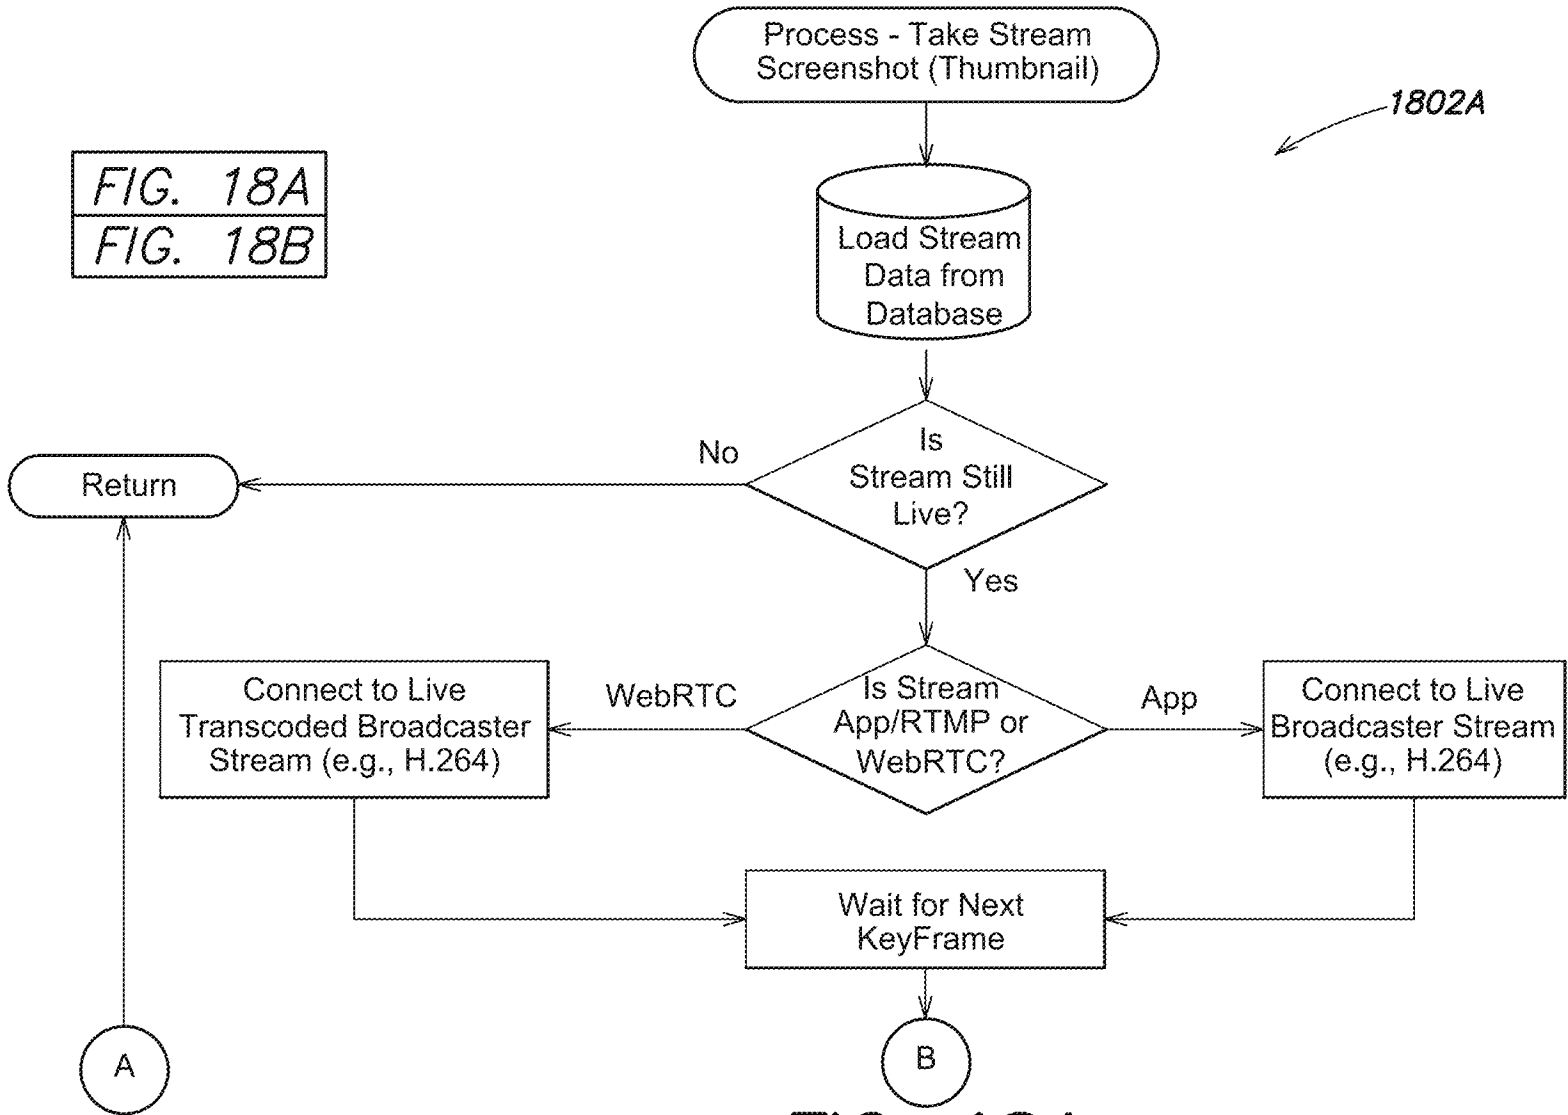 Process - Take Stream
Screenshot (Thumbnail)
1802A
FIG. 18A
FIG. 18B
Load Stream
Data from
Database
Is
Stream Still
Live?
No
Return
Yes
Is Stream
App/RTMP or
WebRTC?
WebRTC
App
Connect to Live
Transcoded Broadcaster
Stream (e.g., H.264)
Connect to Live
Broadcaster Stream
(e.g., H.264)
Wait for Next
KeyFrame
A
B